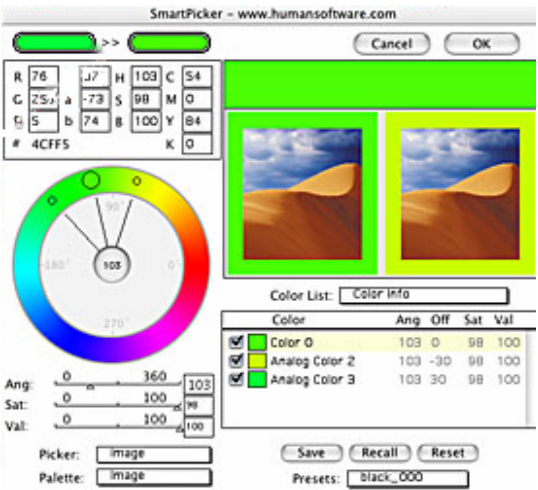 SmartPicker – www.humansoftware.com
>>
Cancel
OK
R 76 H 103 C 54
G a -73 S 98 M 0
5 b 74 B 100 Y 84
# 4CFF5 K 0
90°
-180° 103 0°
270°
Color List: Color Info
Color Ang Off Sat Val
Color 0 103 0 98 100
Analog Color 2 103 -30 98 100
Analog Color 3 103 30 98 100
Ang: 0 360 103
Sat: 0 100 98
Val: 0 100 100
Picker: Image
Palette: Image
Save Recall Reset
Presets: black_000